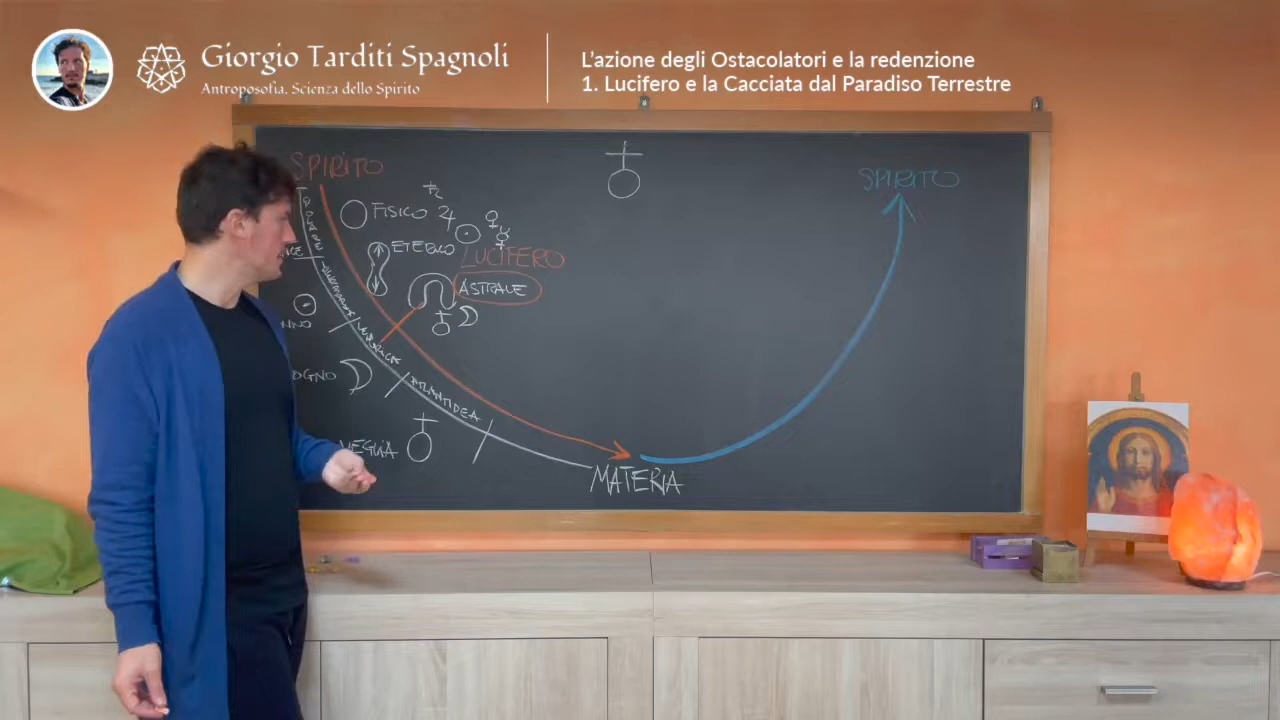 Giorgio Tarditi Spagnoli
Antroposofia, Scienza dello Spirito
L'azione degli Ostacolatori e la redenzione
1. Lucifero e la Cacciata dal Paradiso Terrestre
SPIRITO
SPIRITO
FISICO
ETERICO
LUCIFERO
ASTRALE
LEMURICA
ATLANTIDEA
VEGLIA
MATERIA